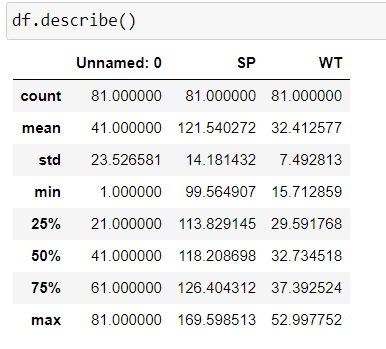 df.describe()
Unnamed: 0 SP WT
count 81.000000 81.000000 81.000000
mean 41.000000 121.540272 32.412577
std 23.526581 14.181432 7.492813
min 1.000000 99.564907 15.712859
25% 21.000000 113.829145 29.591768
50% 41.000000 118.208698 32.734518
75% 61.000000 126.404312 37.392524
max 81.000000 169.598513 52.997752